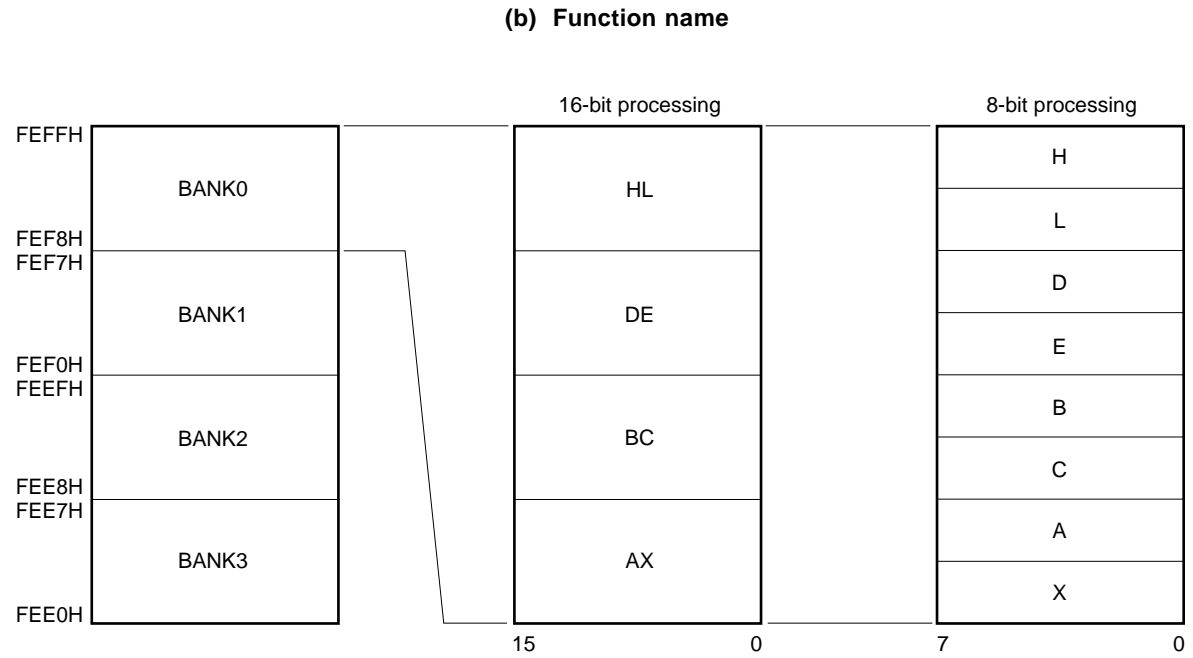 (b) Function name
16-bit processing
8-bit processing
FEFFH
BANK0
HL
H
L
FEF8H
FEF7H
BANK1
DE
D
E
FEF0H
FEEFH
BANK2
BC
B
C
FEE8H
FEE7H
BANK3
AX
A
X
FEE0H
15
0
7
0